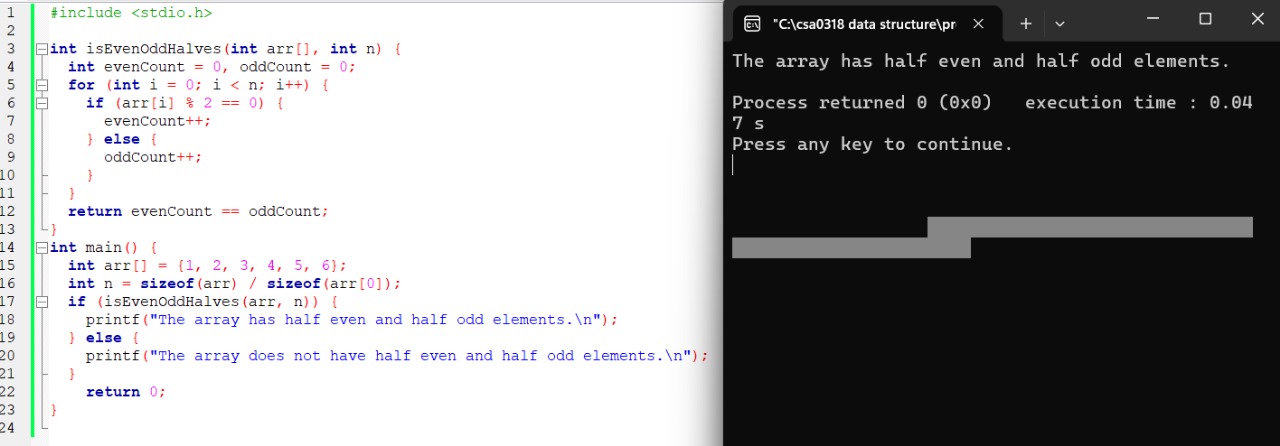 1 #include <stdio.h>
2
3 int isEvenOddHalves(int arr[], int n) {
4   int evenCount = 0, oddCount = 0;
5   for (int i = 0; i < n; i++) {
6     if (arr[i] % 2 == 0) {
7       evenCount++;
8     } else {
9       oddCount++;
10     }
11   }
12   return evenCount == oddCount;
13 }
14 int main() {
15   int arr[] = {1, 2, 3, 4, 5, 6};
16   int n = sizeof(arr) / sizeof(arr[0]);
17   if (isEvenOddHalves(arr, n)) {
18     printf("The array has half even and half odd elements.\n");
19   } else {
20     printf("The array does not have half even and half odd elements.\n");
21   }
22     return 0;
23 }
24
"C:\csa0318 data structure\pr
The array has half even and half odd elements.
Process returned 0 (0x0)   execution time : 0.04
7 s
Press any key to continue.